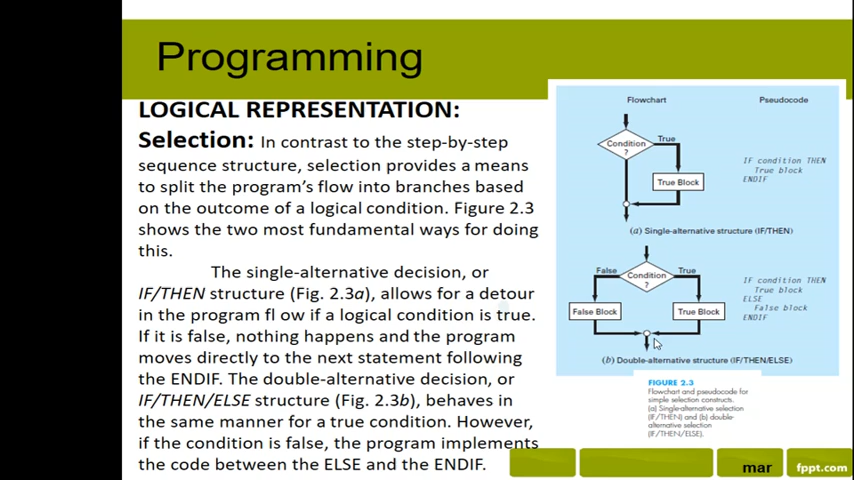 Programming
LOGICAL REPRESENTATION:
Selection: In contrast to the step-by-step
sequence structure, selection provides a means
to split the program's flow into branches based
on the outcome of a logical condition. Figure 2.3
shows the two most fundamental ways for doing
this.
The single-alternative decision, or
IF/THEN structure (Fig. 2.3a), allows for a detour
in the program fl ow if a logical condition is true.
If it is false, nothing happens and the program
moves directly to the next statement following
the ENDIF. The double-alternative decision, or
IF/THEN/ELSE structure (Fig. 2.3b), behaves in
the same manner for a true condition. However,
if the condition is false, the program implements
the code between the ELSE and the ENDIF.
Flowchart
Pseudocode
Condition
?
True
True Block
IF condition THEN
True block
ENDIF
(a) Single-alternative structure (IF/THEN)
False
Condition
?
True
False Block
True Block
IF condition THEN
True block
ELSE
False block
ENDIF
(b) Double-alternative structure (IF/THEN/ELSE)
FIGURE 2.3
Flowchart and pseudocode for
simple selection constructs.
(a) Single-alternative selection
(IF/THEN) and (b) double-
alternative selection
(IF/THEN/ELSE).
mar
fppt.com